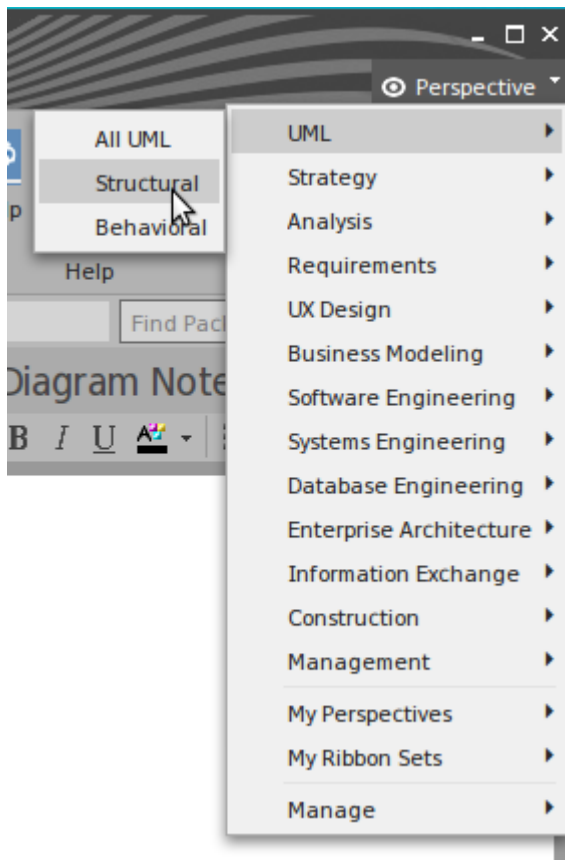 Perspective
All UML
Structural
Behavioral
UML
Strategy
Analysis
Requirements
UX Design
Business Modeling
Software Engineering
Systems Engineering
Database Engineering
Enterprise Architecture
Information Exchange
Construction
Management
My Perspectives
My Ribbon Sets
Manage
p
Help
Find Pac
Diagram Note
B I U A